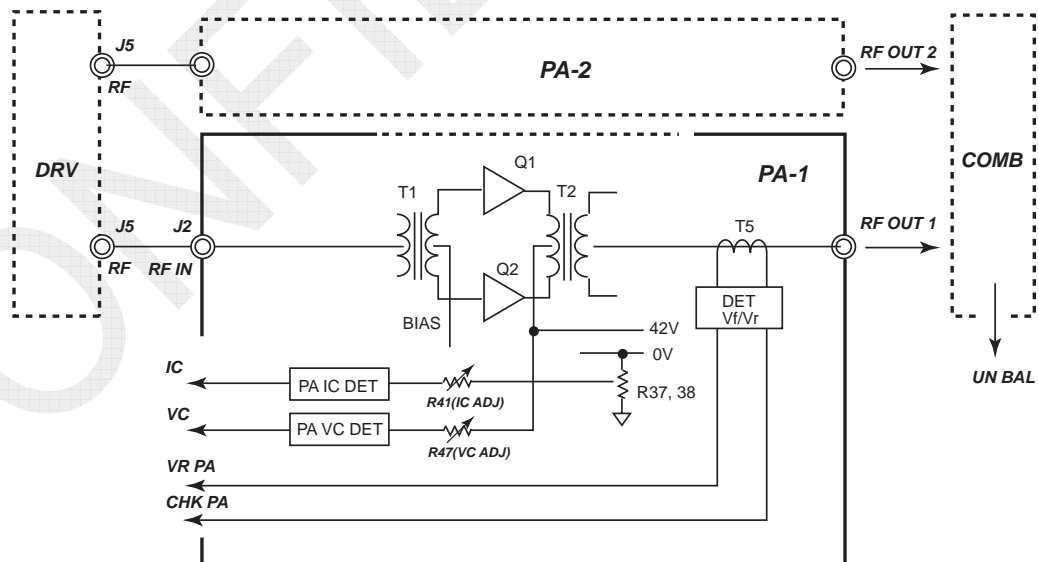 J5
RF
PA-2
RF OUT 2
DRV
COMB
PA-1
Q1
T1
T2
T5
J5
RF
J2
RF IN
RF OUT 1
Q2
BIAS
DET
Vf/Vr
42V
0V
UN BAL
IC
PA IC DET
R41(IC ADJ)
R37, 38
VC
PA VC DET
R47(VC ADJ)
VR PA
CHK PA